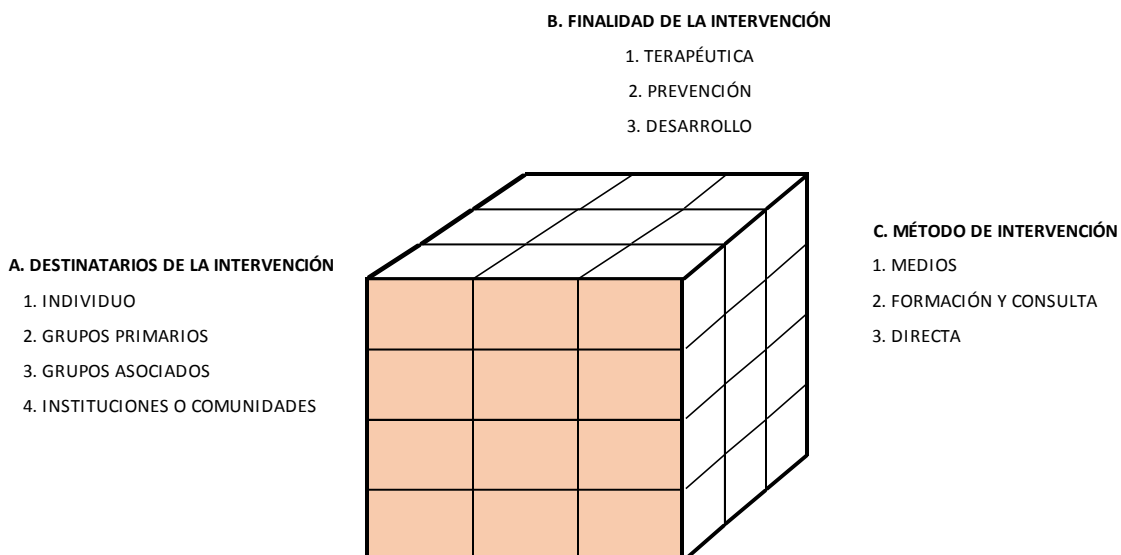 B. FINALIDAD DE LA INTERVENCIÓN
1. TERAPÉUTICA
2. PREVENCIÓN
3. DESARROLLO
A. DESTINATARIOS DE LA INTERVENCIÓN
1. INDIVIDUO
2. GRUPOS PRIMARIOS
3. GRUPOS ASOCIADOS
4. INSTITUCIONES O COMUNIDADES
C. MÉTODO DE INTERVENCIÓN
1. MEDIOS
2. FORMACIÓN Y CONSULTA
3. DIRECTA